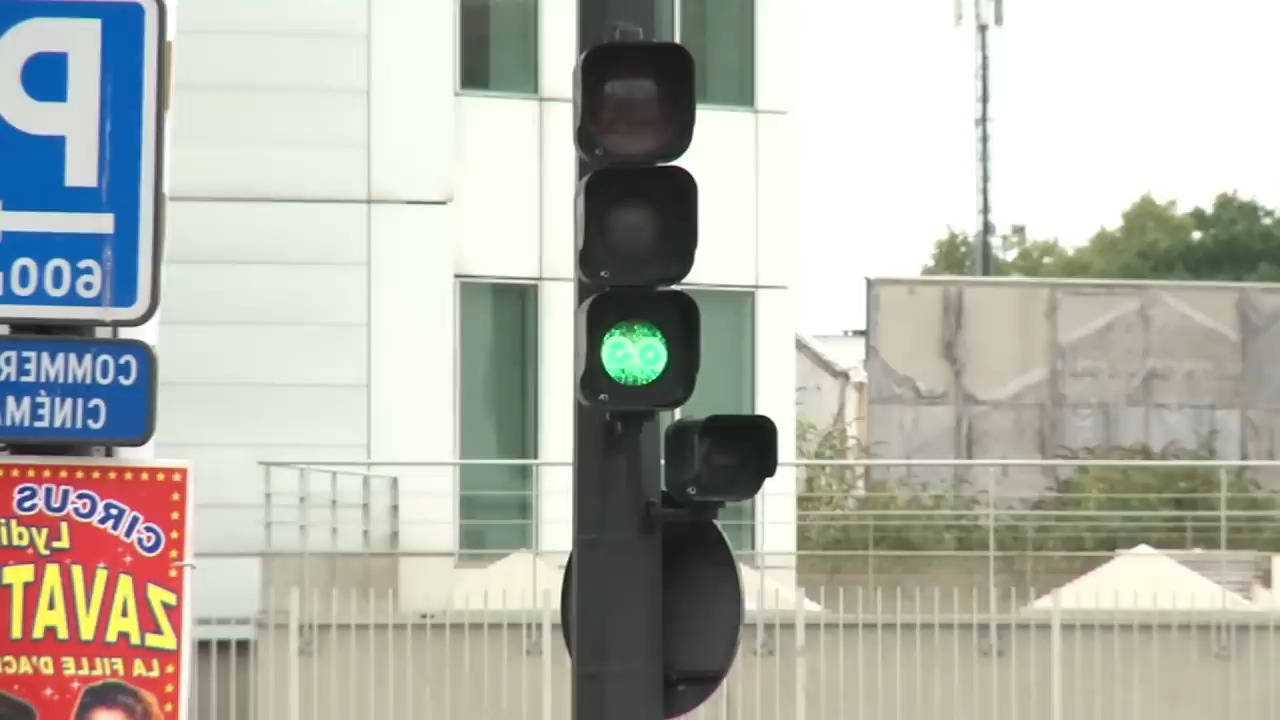 P
600
COMMER
CINÉMA
CIRCUS
Lydi
ZAVAT
LA FILLE D'AC